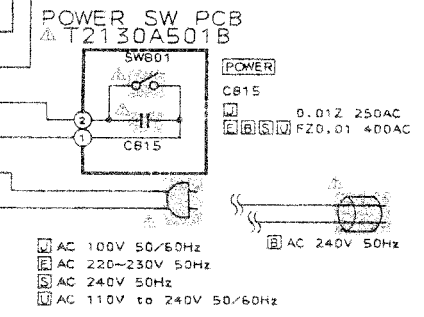 POWER SW PCB
T2130A501B
SW801
POWER
C815
J 0.01Z 250AC
E B S U FZ0.01 400AC
2
1
C815
B AC 240V 50Hz
J AC 100V 50/60Hz
E AC 220~230V 50Hz
S AC 240V 50Hz
U AC 110V to 240V 50/60Hz